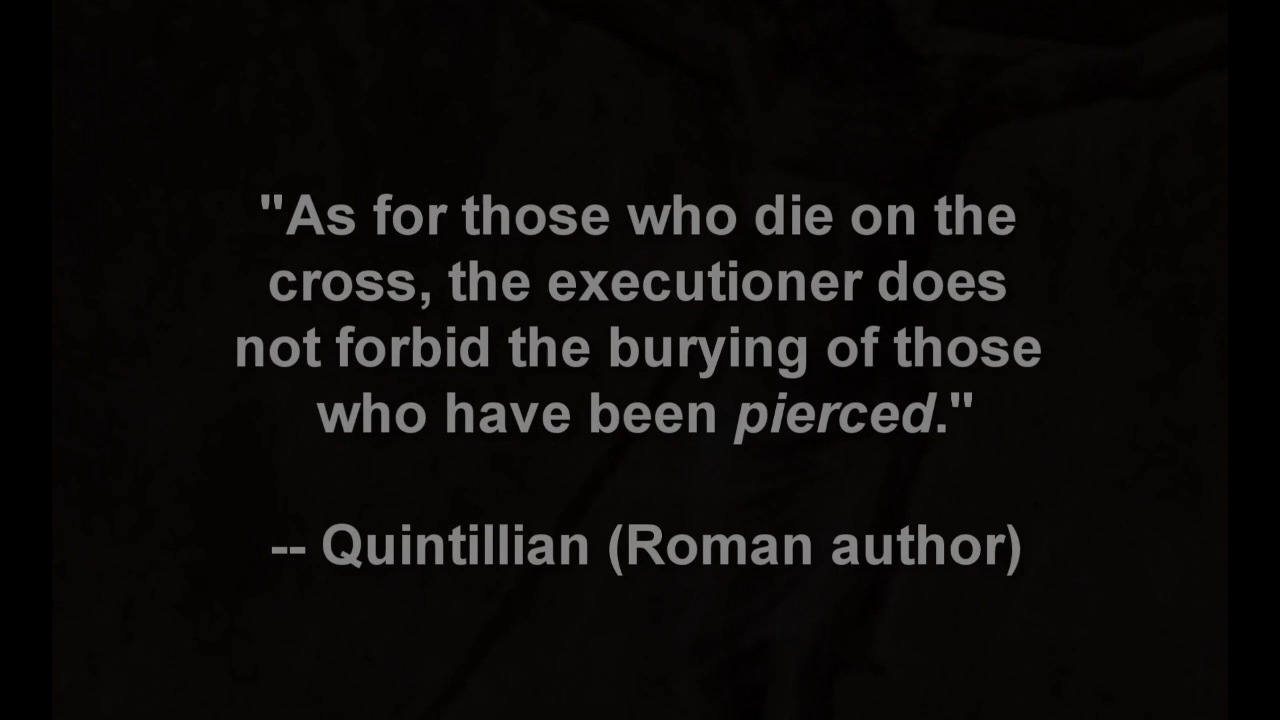 "As for those who die on the
cross, the executioner does
not forbid the burying of those
who have been pierced."
-- Quintillian (Roman author)